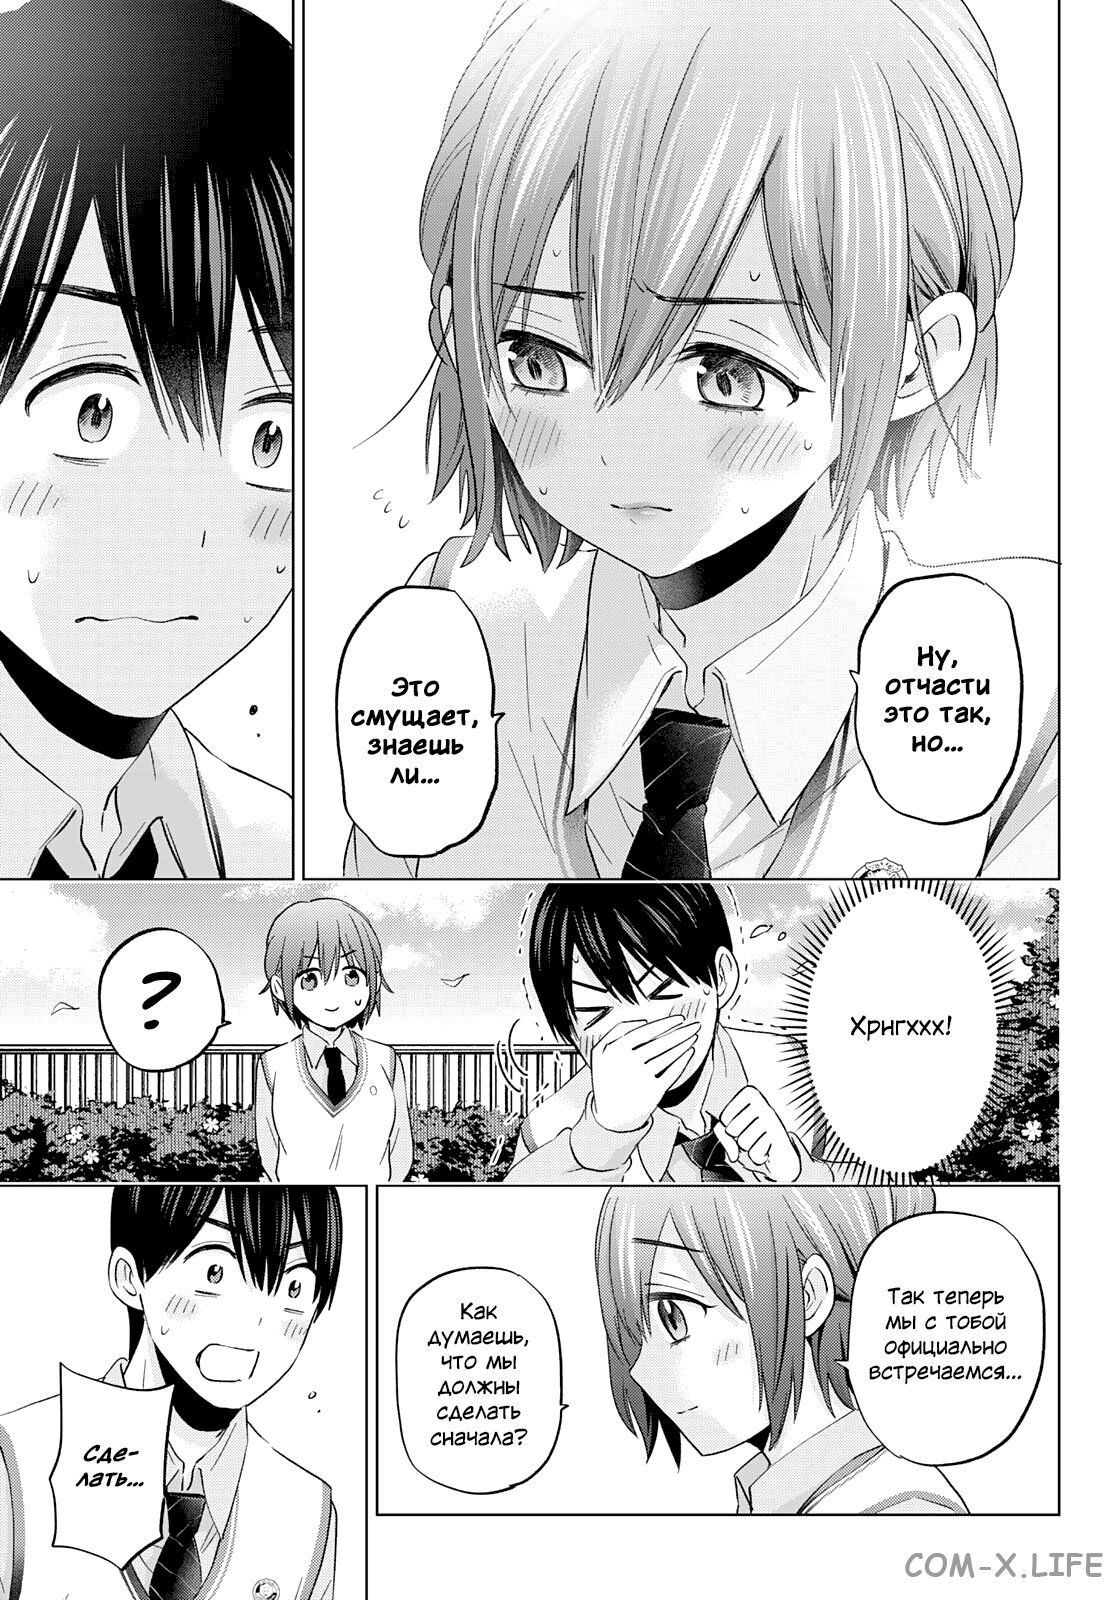 Ну,
отчасти
это так,
но...
Это
смущает,
знаешь
ли...
Хрнгххх!
?
Так теперь
мы с тобой
официально
встречаемся...
Как
думаешь,
что мы
должны
сделать
сначала?
Сде-
лать...
COM-X.LIFE